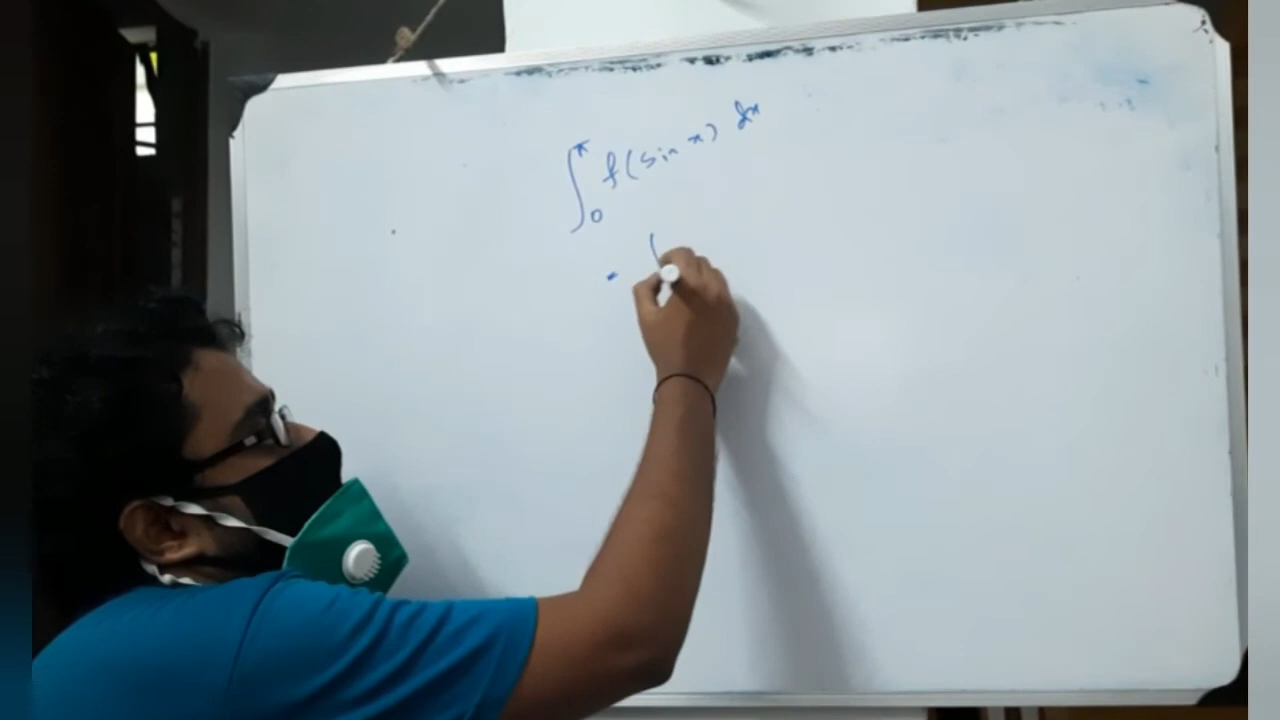 ∫₀^π f(sin x) dx
=